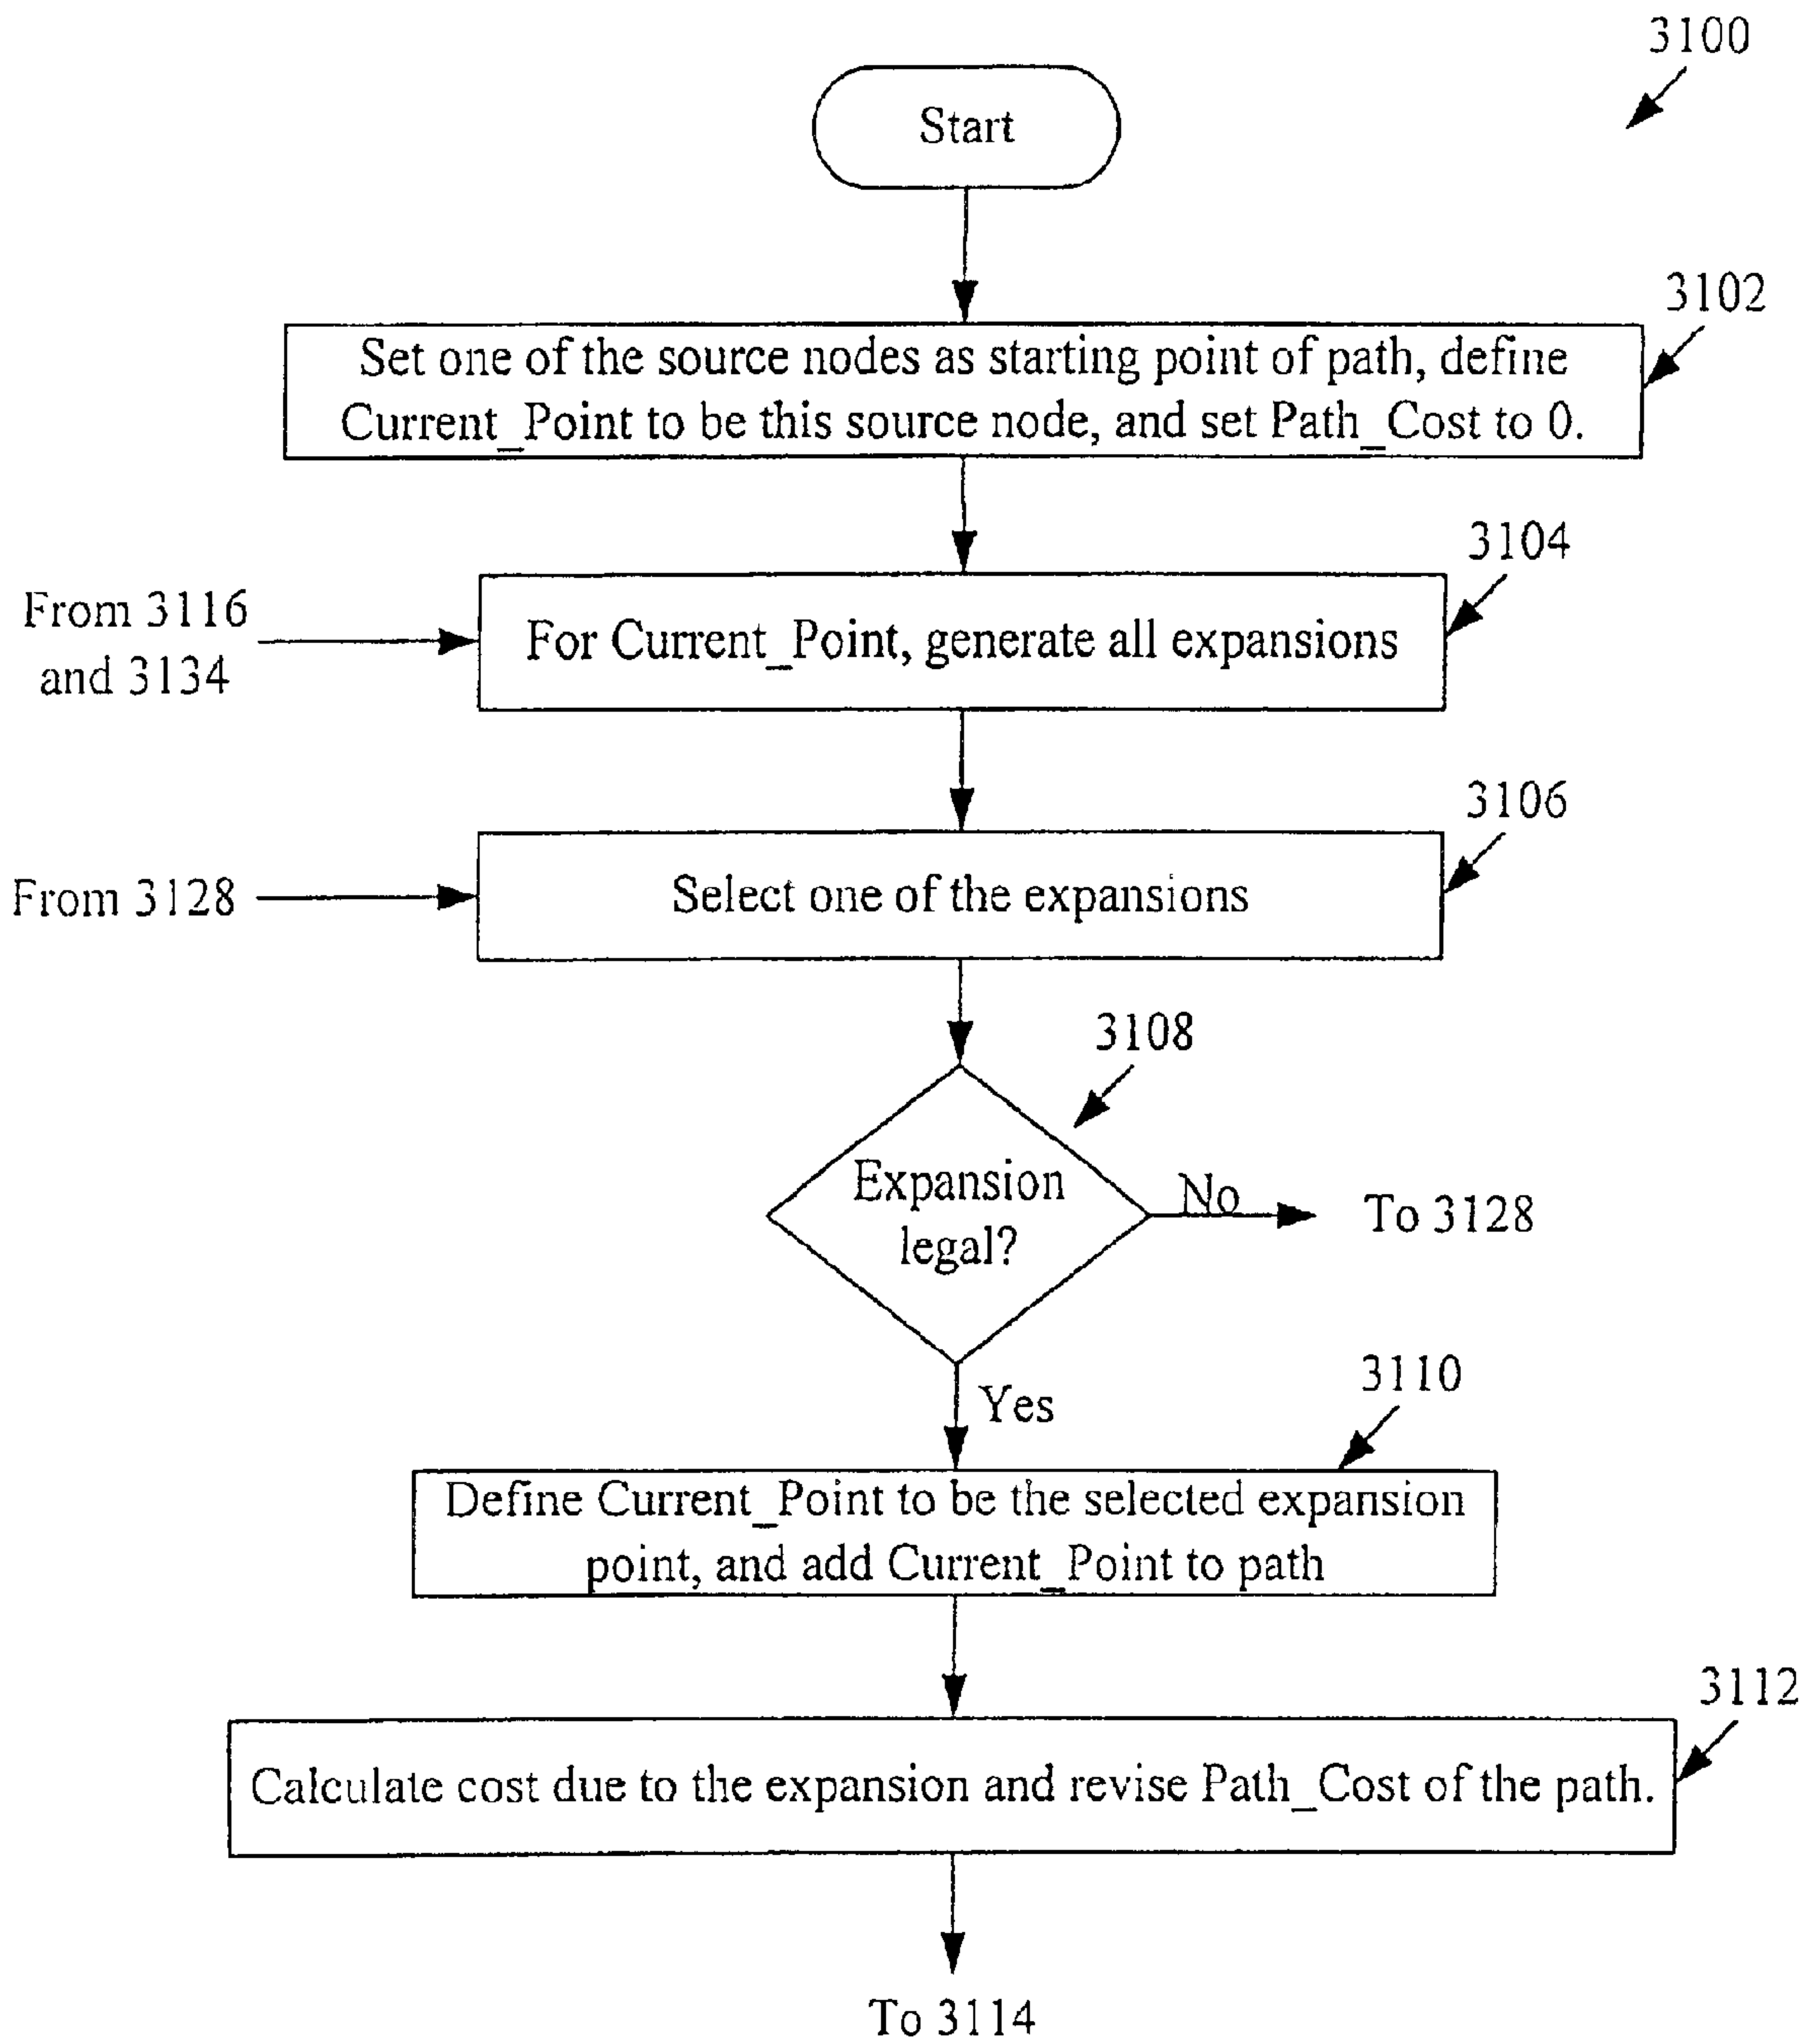 3100
Start
3102
Set one of the source nodes as starting point of path, define
Current_Point to be this source node, and set Path_Cost to 0.
3104
From 3116
and 3134
For Current_Point, generate all expansions
3106
From 3128
Select one of the expansions
3108
Expansion
legal?
No
To 3128
Yes
3110
Define Current_Point to be the selected expansion
point, and add Current_Point to path
3112
Calculate cost due to the expansion and revise Path_Cost of the path.
To 3114